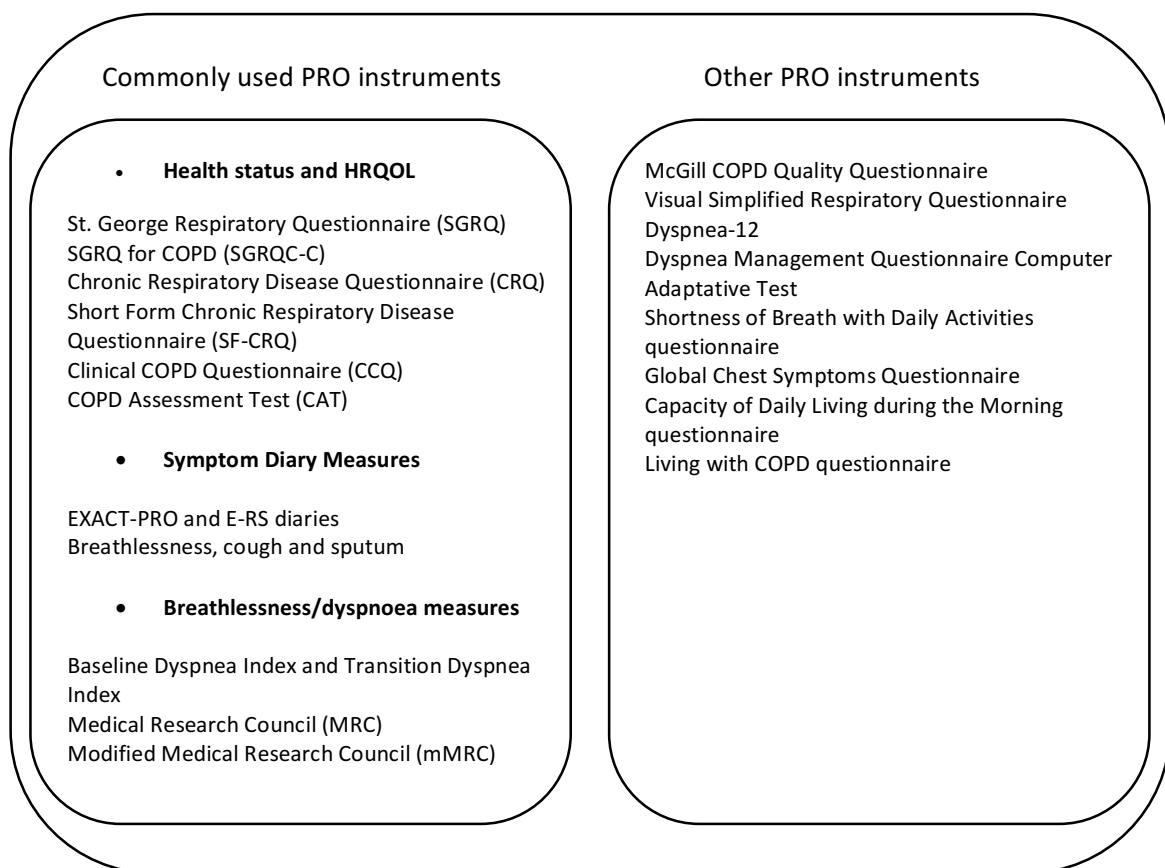 Commonly used PRO instruments
• Health status and HRQOL
St. George Respiratory Questionnaire (SGRQ)
SGRQ for COPD (SGRQC-C)
Chronic Respiratory Disease Questionnaire (CRQ)
Short Form Chronic Respiratory Disease
Questionnaire (SF-CRQ)
Clinical COPD Questionnaire (CCQ)
COPD Assessment Test (CAT)
• Symptom Diary Measures
EXACT-PRO and E-RS diaries
Breathlessness, cough and sputum
• Breathlessness/dyspnoea measures
Baseline Dyspnea Index and Transition Dyspnea
Index
Medical Research Council (MRC)
Modified Medical Research Council (mMRC)
Other PRO instruments
McGill COPD Quality Questionnaire
Visual Simplified Respiratory Questionnaire
Dyspnea-12
Dyspnea Management Questionnaire Computer
Adaptative Test
Shortness of Breath with Daily Activities
questionnaire
Global Chest Symptoms Questionnaire
Capacity of Daily Living during the Morning
questionnaire
Living with COPD questionnaire